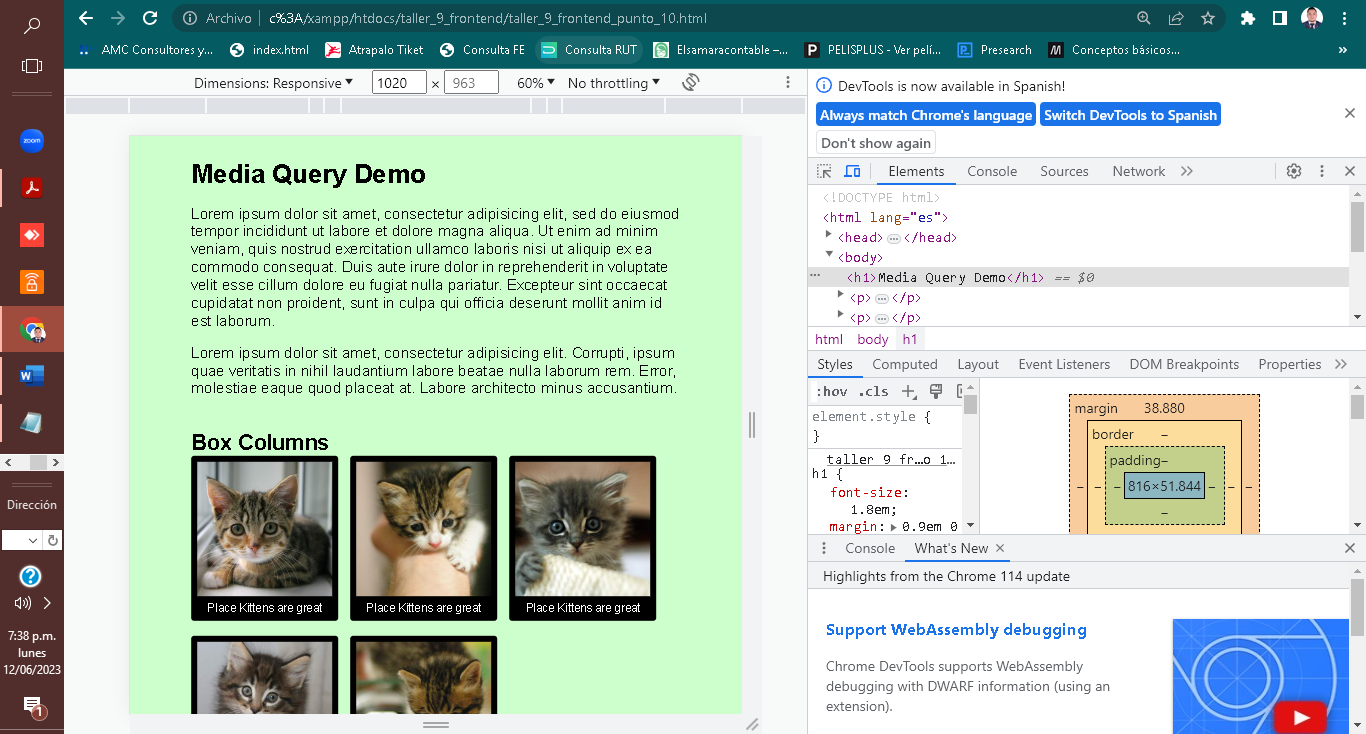 Archivo c%3A/xampp/htdocs/taller_9_frontend/taller_9_frontend_punto_10.html
AMC Consultores y... index.html Atrapalo Tiket Consulta FE Consulta RUT Elsamaracontable –... PELISPLUS - Ver pelí... Presearch Conceptos básicos... »
Dimensions: Responsive 1020 × 963 60% No throttling
Media Query Demo
Lorem ipsum dolor sit amet, consectetur adipisicing elit, sed do eiusmod
tempor incididunt ut labore et dolore magna aliqua. Ut enim ad minim
veniam, quis nostrud exercitation ullamco laboris nisi ut aliquip ex ea
commodo consequat. Duis aute irure dolor in reprehenderit in voluptate
velit esse cillum dolore eu fugiat nulla pariatur. Excepteur sint occaecat
cupidatat non proident, sunt in culpa qui officia deserunt mollit anim id
est laborum.
Lorem ipsum dolor sit amet, consectetur adipisicing elit. Corrupti, ipsum
quae veritatis in nihil laudantium labore beatae nulla laborum rem. Error,
molestiae eaque quod placeat at. Labore architecto minus accusantium.
Box Columns
Place Kittens are great
Place Kittens are great
Place Kittens are great
DevTools is now available in Spanish!
Always match Chrome's language
Switch DevTools to Spanish
Don't show again
Elements Console Sources Network »
<!DOCTYPE html>
<html lang="es">
<head>…</head>
<body>
<h1>Media Query Demo</h1> == $0
<p>…</p>
<p>…</p>
html body h1
Styles Computed Layout Event Listeners DOM Breakpoints Properties »
:hov .cls
element.style {
}
taller_9_fr…o_1…
h1 {
font-size:
1.8em;
margin: 0.9em 0
margin 38.880
border –
padding–
– – – 816×51.844 – – –
–
Console What's New ×
Highlights from the Chrome 114 update
Support WebAssembly debugging
Chrome DevTools supports WebAssembly
debugging with DWARF information (using an
extension).
zoom
W
Dirección
7:38 p.m.
lunes
12/06/2023
1